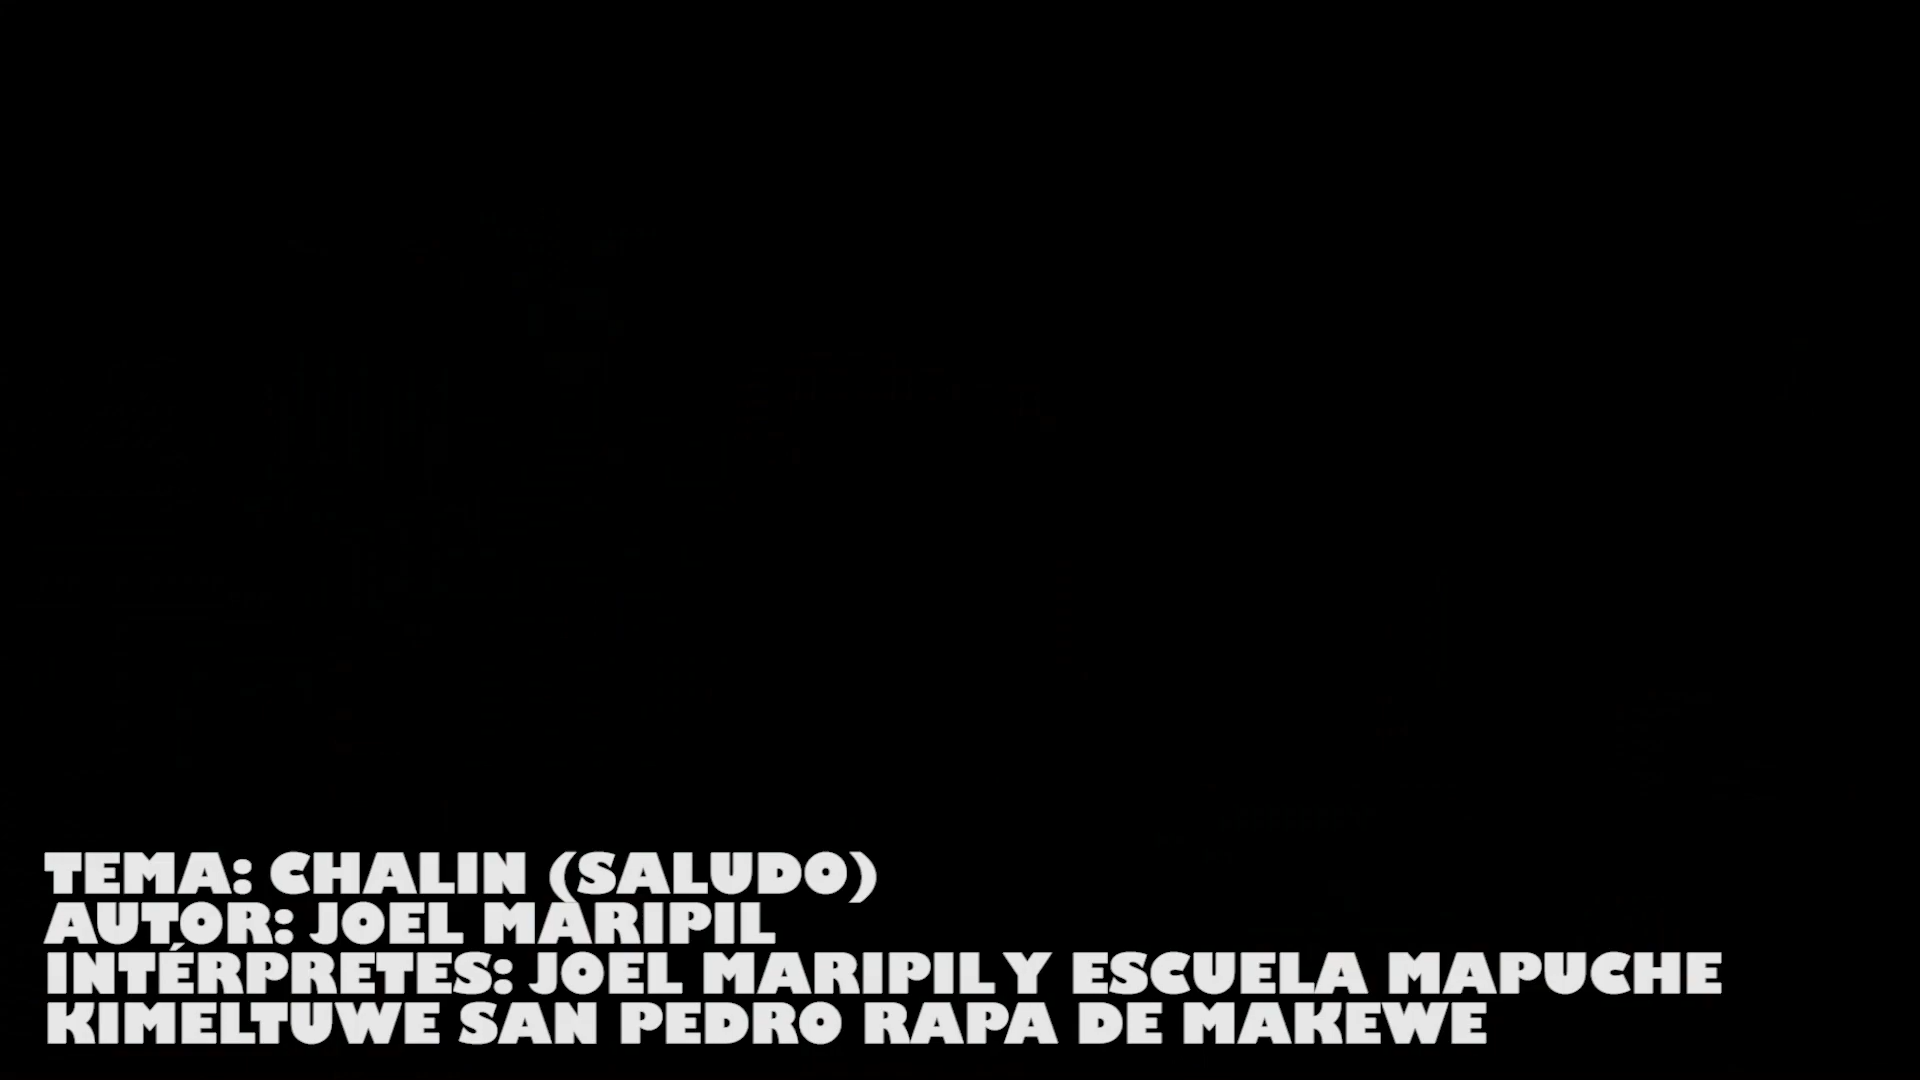 TEMA: CHALIN (SALUDO)
AUTOR: JOEL MARIPIL
INTÉRPRETES: JOEL MARIPIL Y ESCUELA MAPUCHE
KIMELTUWE SAN PEDRO RAPA DE MAKEWE